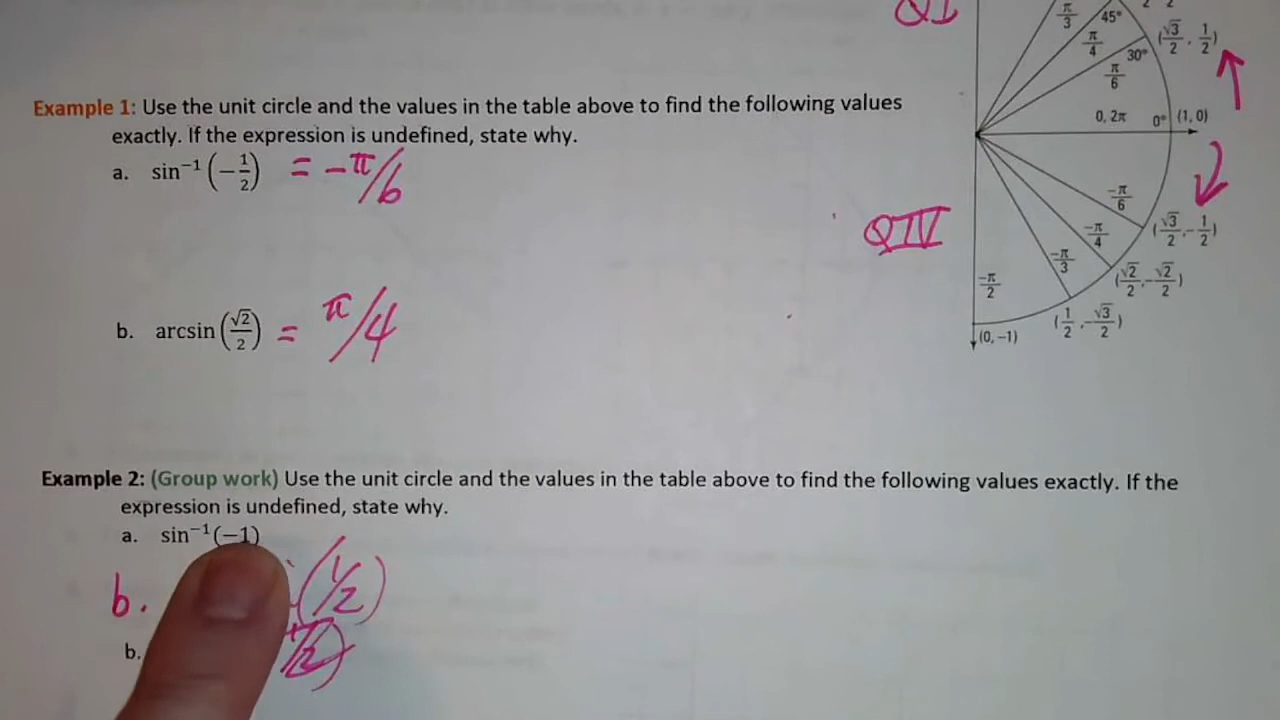 QI
π/3
45°
2 2
π/4
30°
(√3/2, 1/2)
π/6
Example 1: Use the unit circle and the values in the table above to find the following values
exactly. If the expression is undefined, state why.
0, 2π 0° (1, 0)
a. sin⁻¹(−1/2) = −π/6
−π/6
QIV
(√3/2, −1/2)
−π/4
−π/3
−π/2
(√2/2, −√2/2)
(1/2, −√3/2)
(0, −1)
b. arcsin(√2/2) = π/4
Example 2: (Group work) Use the unit circle and the values in the table above to find the following values exactly. If the
expression is undefined, state why.
a. sin⁻¹(−1)
b. (1/2)
b.